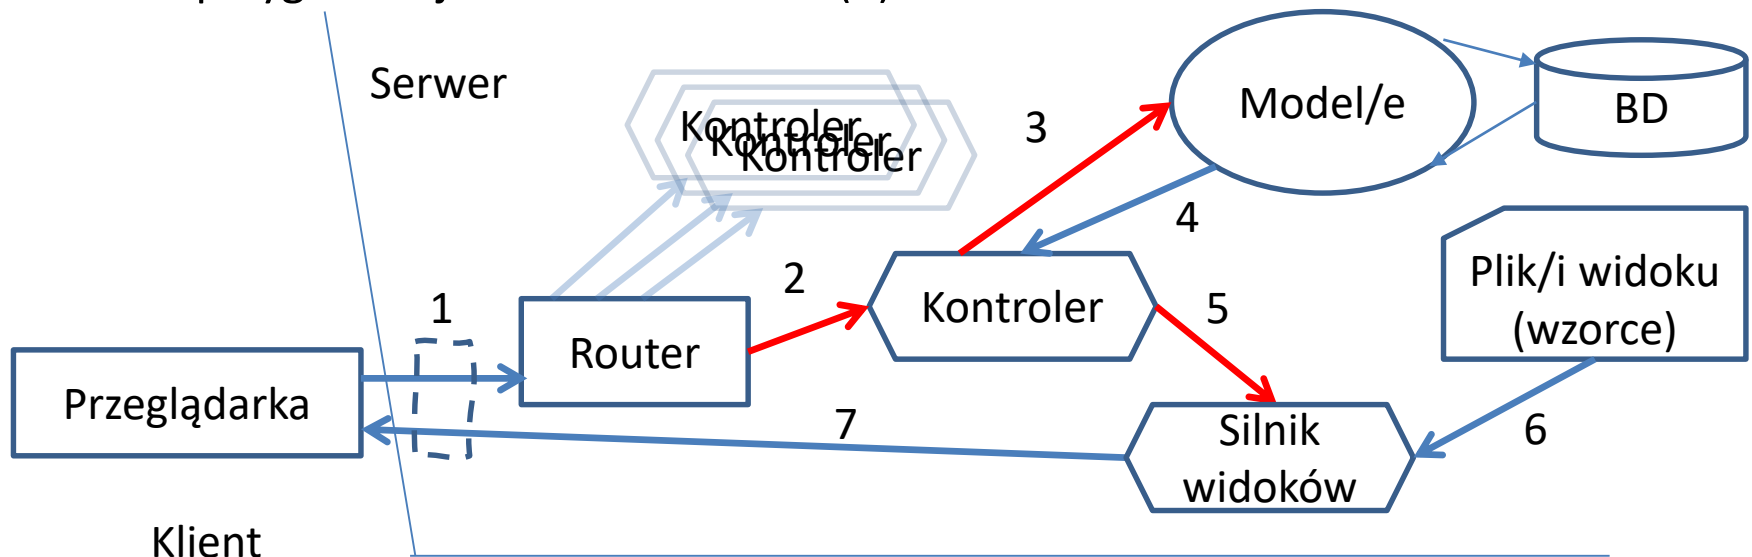 Serwer
Kontroler
Kontroler
Kontroler
3
Model/e
BD
4
Plik/i widoku
(wzorce)
2
Kontroler
5
1
Router
Przeglądarka
7
Silnik
widoków
6
Klient